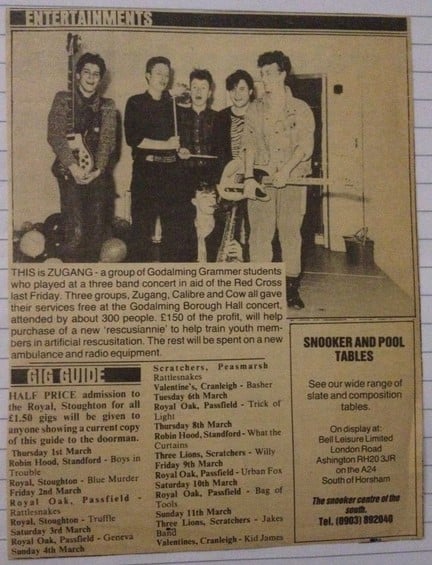 ENTERTAINMENTS
THIS is ZUGANG - a group of Godalming Grammer students
who played at a three band concert in aid of the Red Cross
last Friday. Three groups, Zugang, Calibre and Cow all gave
their services free at the Godalming Borough Hall concert,
attended by about 300 people. £150 of the profit, will help
purchase of a new 'rescusiannie' to help train youth mem-
bers in artificial rescusitation. The rest will be spent on a new
ambulance and radio equipment.
GIG GUIDE
HALF PRICE admission to
the Royal, Stoughton for all
£1.50 gigs will be given to
anyone showing a current copy
of this guide to the doorman.
Thursday 1st March
Robin Hood, Standford - Boys in
Trouble
Royal, Stoughton - Blue Murder
Friday 2nd March
Royal Oak, Passfield -
Rattlesnakes
Royal, Stoughton - Truffle
Saturday 3rd March
Royal Oak, Passfield - Geneva
Sunday 4th March
Scratchers, Peasmarsh
Rattlesnakes
Valentine's, Cranleigh - Basher
Tuesday 6th March
Royal Oak, Passfield - Trick of
Light
Thursday 8th March
Robin Hood, Standford - What the
Curtains
Three Lions, Scratchers - Willy
Friday 9th March
Royal Oak, Passfield - Urban Fox
Saturday 10th March
Royal Oak, Passfield - Bag of
Tools
Sunday 11th March
Three Lions, Scratchers - Jakes
Band
Valentines, Cranleigh - Kid James
SNOOKER AND POOL
TABLES
See our wide range of
slate and composition
tables.
On display at:
Bell Leisure Limited
London Road
Ashington RH20 3JR
on the A24
South of Horsham
The snooker centre of the
south.
Tel. (0903) 892040